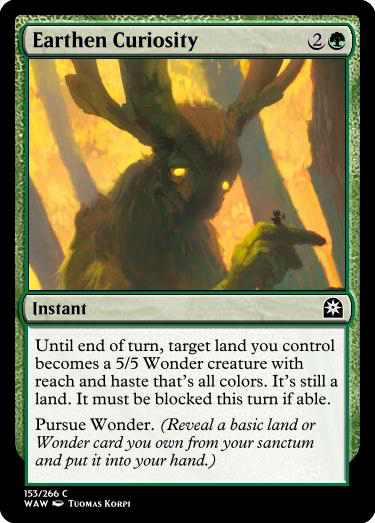 Earthen Curiosity 2
Instant
Until end of turn, target land you control
becomes a 5/5 Wonder creature with
reach and haste that's all colors. It's still a
land. It must be blocked this turn if able.
Pursue Wonder. (Reveal a basic land or
Wonder card you own from your sanctum
and put it into your hand.)
153/266 C
WAW Tuomas Korpi